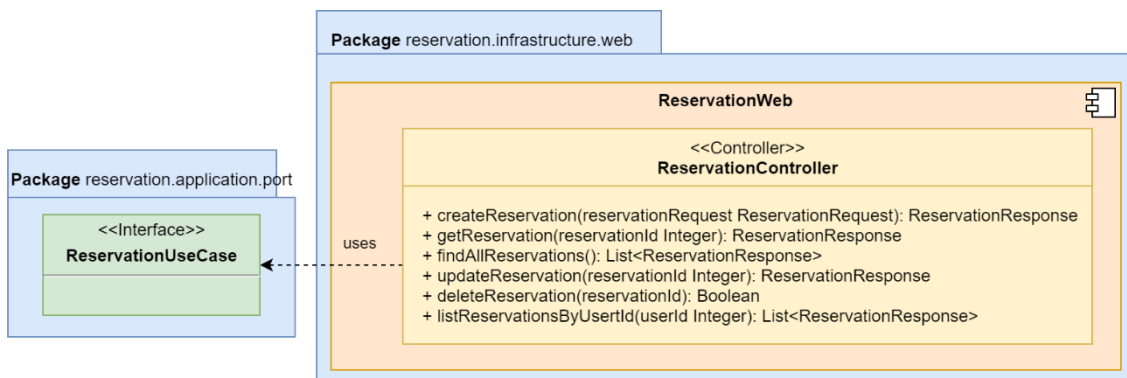 Package reservation.infrastructure.web
ReservationWeb
<<Controller>>
ReservationController
+ createReservation(reservationRequest ReservationRequest): ReservationResponse
+ getReservation(reservationId Integer): ReservationResponse
+ findAllReservations(): List<ReservationResponse>
+ updateReservation(reservationId Integer): ReservationResponse
+ deleteReservation(reservationId): Boolean
+ listReservationsByUsertId(userId Integer): List<ReservationResponse>
uses
Package reservation.application.port
<<Interface>>
ReservationUseCase